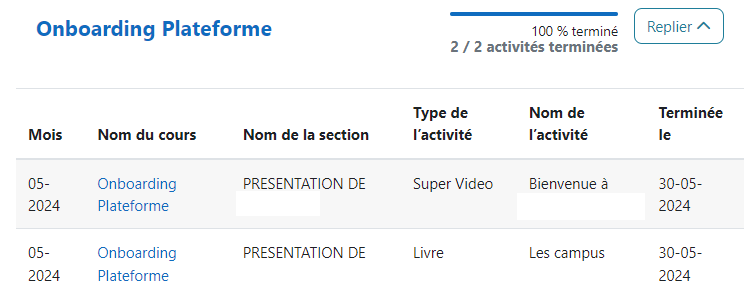 Onboarding Plateforme
100 % terminé
2 / 2 activités terminées
Replier
Mois Nom du cours Nom de la section Type de l'activité Nom de l'activité Terminée le
05-2024 Onboarding Plateforme PRESENTATION DE Super Video Bienvenue à 30-05-2024
05-2024 Onboarding Plateforme PRESENTATION DE Livre Les campus 30-05-2024